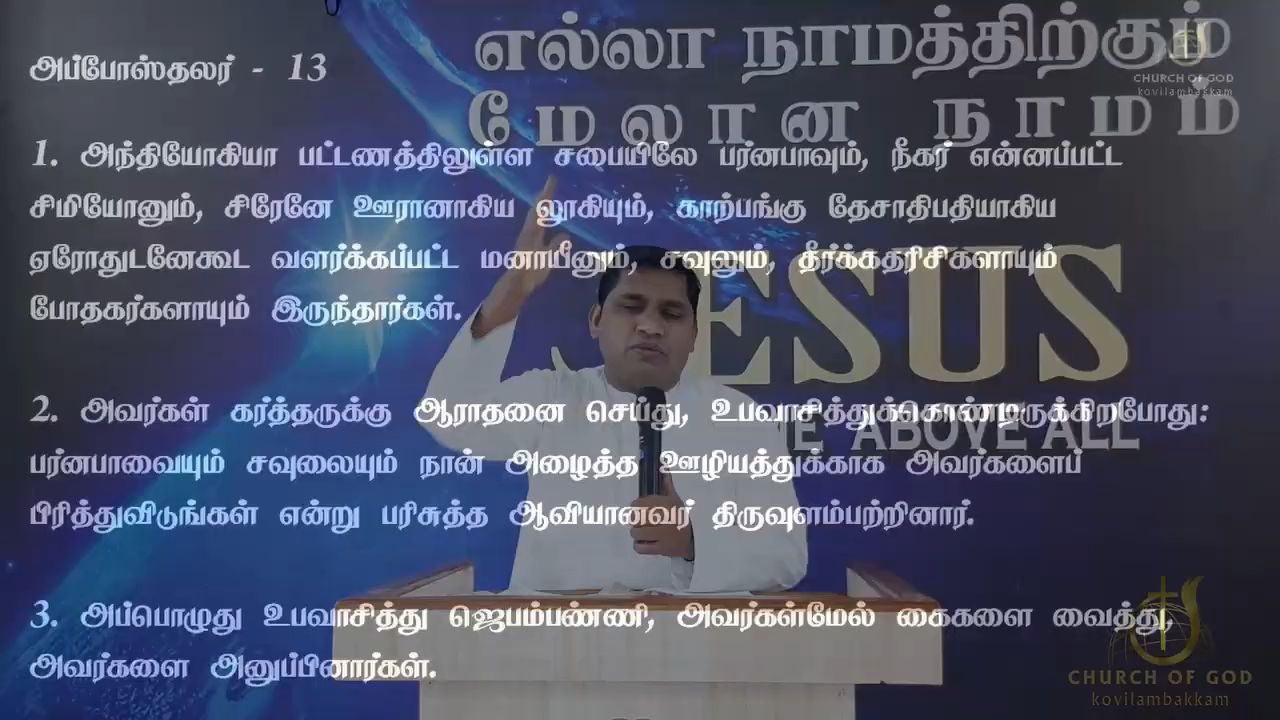 எல்லா நாமத்திற்கும்
மேலான நாமம்
CHURCH OF GOD
kovilambakkam
அப்போஸ்தலர் - 13
1. அந்தியோகியா பட்டணத்திலுள்ள சபையிலே பர்னபாவும், நீகர் என்னப்பட்ட
சிமியோனும், சிரேனே ஊரானாகிய லூகியும், காற்பங்கு தேசாதிபதியாகிய
ஏரோதுடனேகூட வளர்க்கப்பட்ட மனாயீனும், சவுலும், தீர்க்கதரிசிகளாயும்
போதகர்களாயும் இருந்தார்கள்.
JESUS
ABOVE ALL
2. அவர்கள் கர்த்தருக்கு ஆராதனை செய்து, உபவாசித்துக்கொண்டிருக்கிறபோது:
பர்னபாவையும் சவுலையும் நான் அழைத்த ஊழியத்துக்காக அவர்களைப்
பிரித்துவிடுங்கள் என்று பரிசுத்த ஆவியானவர் திருவுளம்பற்றினார்.
3. அப்பொழுது உபவாசித்து ஜெபம்பண்ணி, அவர்கள்மேல் கைகளை வைத்து,
அவர்களை அனுப்பினார்கள்.
CHURCH OF GOD
kovilambakkam